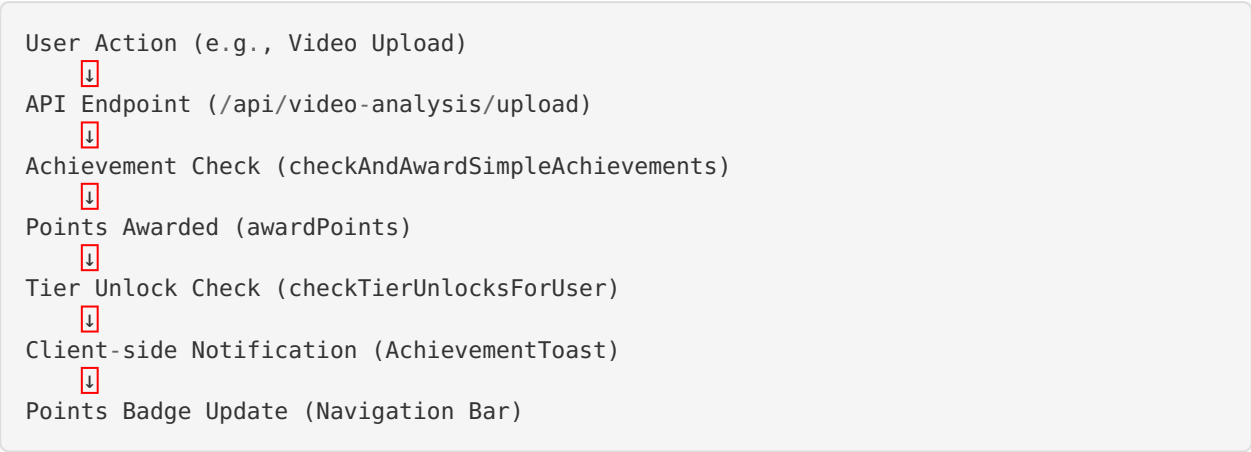 User Action (e.g., Video Upload)
↓
API Endpoint (/api/video-analysis/upload)
↓
Achievement Check (checkAndAwardSimpleAchievements)
↓
Points Awarded (awardPoints)
↓
Tier Unlock Check (checkTierUnlocksForUser)
↓
Client-side Notification (AchievementToast)
↓
Points Badge Update (Navigation Bar)